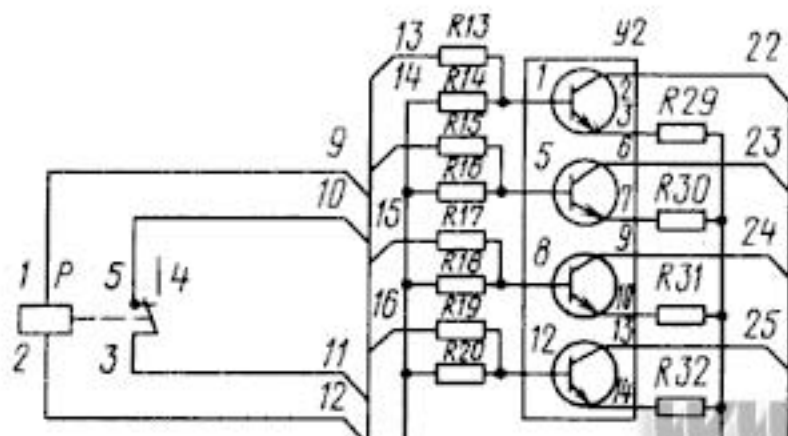 13 R13 У2 22
14 R14 1 2 3 R29
R15
9 6 23
10 R16 5 7 R30
15 R17 9 24
1 P 5 4 R18 8 10 R31
16 R19 13 25
2 3 R20 12 14 R32
11
12